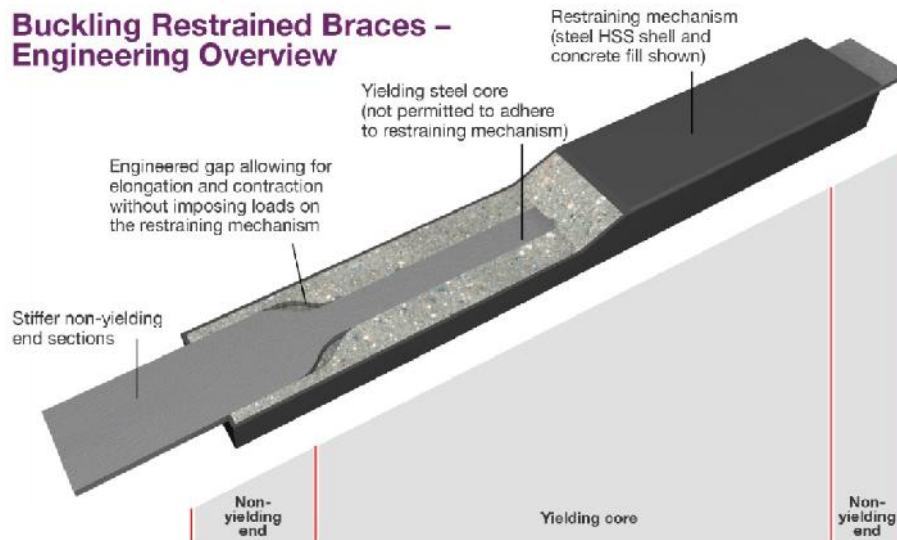 Buckling Restrained Braces –
Engineering Overview
Restraining mechanism
(steel HSS shell and
concrete fill shown)
Yielding steel core
(not permitted to adhere
to restraining mechanism)
Engineered gap allowing for
elongation and contraction
without imposing loads on
the restraining mechanism
Stiffer non-yielding
end sections
Non-
yielding
end
Yielding core
Non-
yielding
end